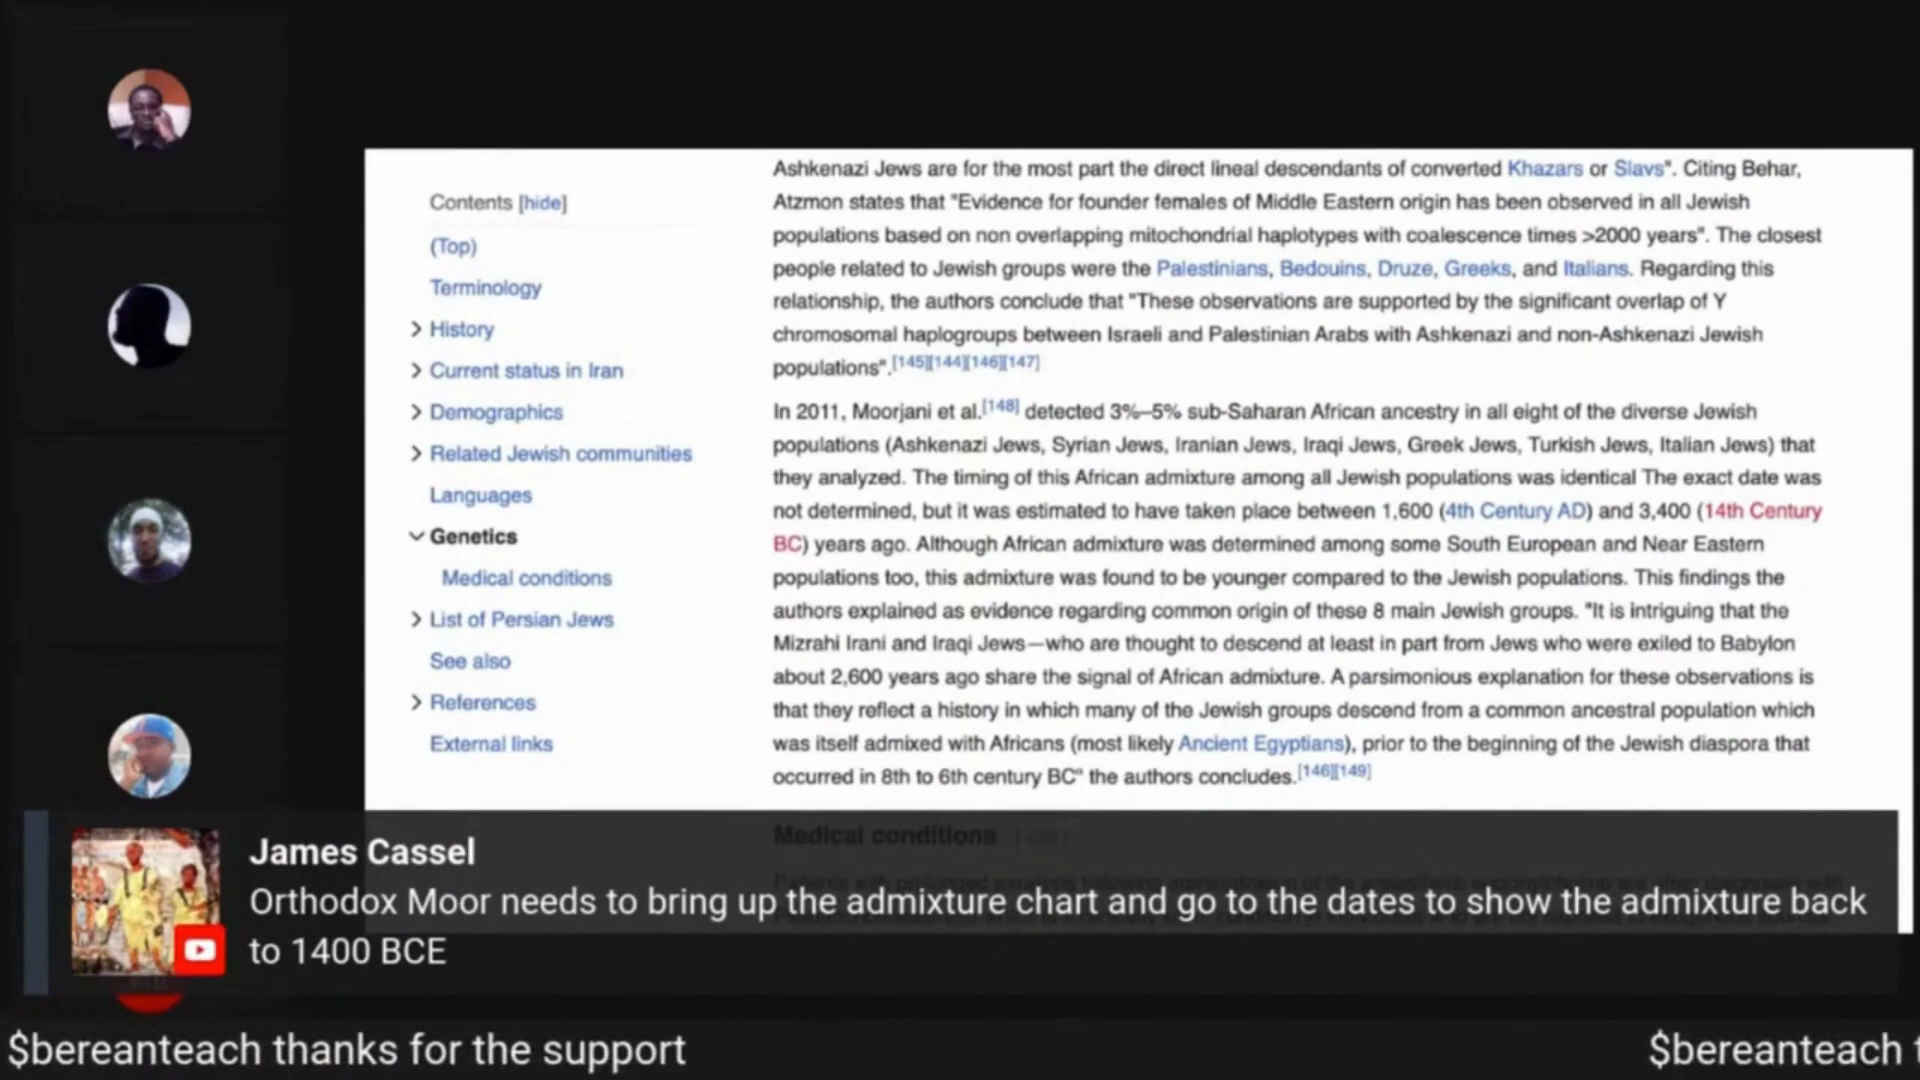 Contents [hide]
(Top)
Terminology
History
Current status in Iran
Demographics
Related Jewish communities
Languages
Genetics
Medical conditions
List of Persian Jews
See also
References
External links
Ashkenazi Jews are for the most part the direct lineal descendants of converted Khazars or Slavs". Citing Behar,
Atzmon states that "Evidence for founder females of Middle Eastern origin has been observed in all Jewish
populations based on non overlapping mitochondrial haplotypes with coalescence times >2000 years". The closest
people related to Jewish groups were the Palestinians, Bedouins, Druze, Greeks, and Italians. Regarding this
relationship, the authors conclude that "These observations are supported by the significant overlap of Y
chromosomal haplogroups between Israeli and Palestinian Arabs with Ashkenazi and non-Ashkenazi Jewish
populations".[145][144][146][147]
In 2011, Moorjani et al.[148] detected 3%–5% sub-Saharan African ancestry in all eight of the diverse Jewish
populations (Ashkenazi Jews, Syrian Jews, Iranian Jews, Iraqi Jews, Greek Jews, Turkish Jews, Italian Jews) that
they analyzed. The timing of this African admixture among all Jewish populations was identical The exact date was
not determined, but it was estimated to have taken place between 1,600 (4th Century AD) and 3,400 (14th Century
BC) years ago. Although African admixture was determined among some South European and Near Eastern
populations too, this admixture was found to be younger compared to the Jewish populations. This findings the
authors explained as evidence regarding common origin of these 8 main Jewish groups. "It is intriguing that the
Mizrahi Irani and Iraqi Jews—who are thought to descend at least in part from Jews who were exiled to Babylon
about 2,600 years ago share the signal of African admixture. A parsimonious explanation for these observations is
that they reflect a history in which many of the Jewish groups descend from a common ancestral population which
was itself admixed with Africans (most likely Ancient Egyptians), prior to the beginning of the Jewish diaspora that
occurred in 8th to 6th century BC" the authors concludes.[146][149]
Medical conditions
James Cassel
Orthodox Moor needs to bring up the admixture chart and go to the dates to show the admixture back
to 1400 BCE
$bereanteach thanks for the support
$bereanteach t